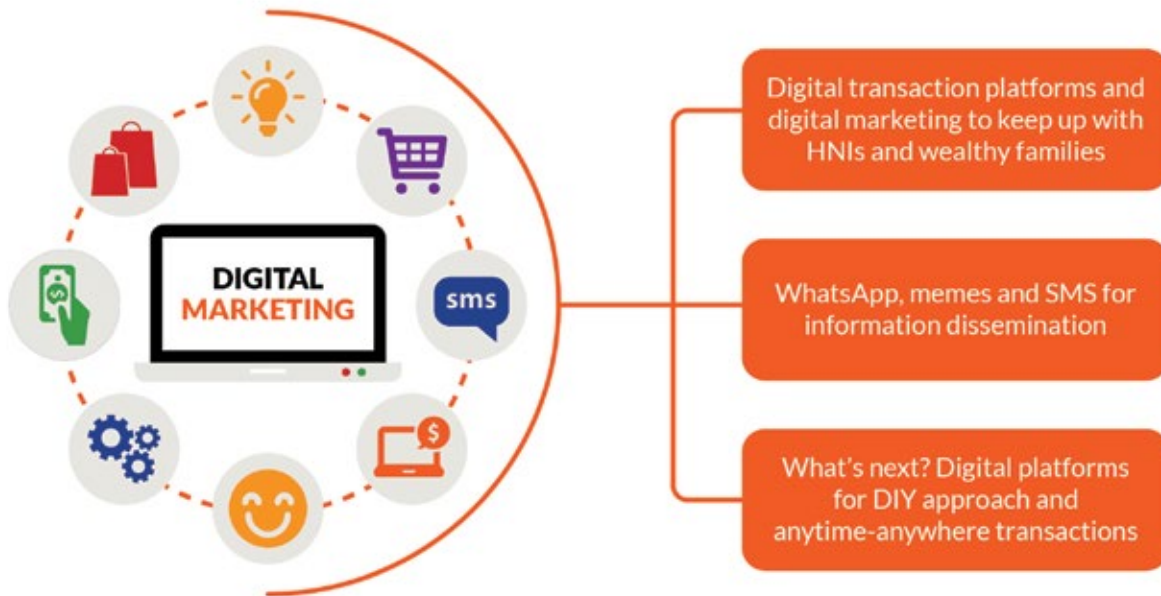 DIGITAL
MARKETING
sms
$
$
Digital transaction platforms and
digital marketing to keep up with
HNIs and wealthy families
WhatsApp, memes and SMS for
information dissemination
What's next? Digital platforms
for DIY approach and
anytime-anywhere transactions